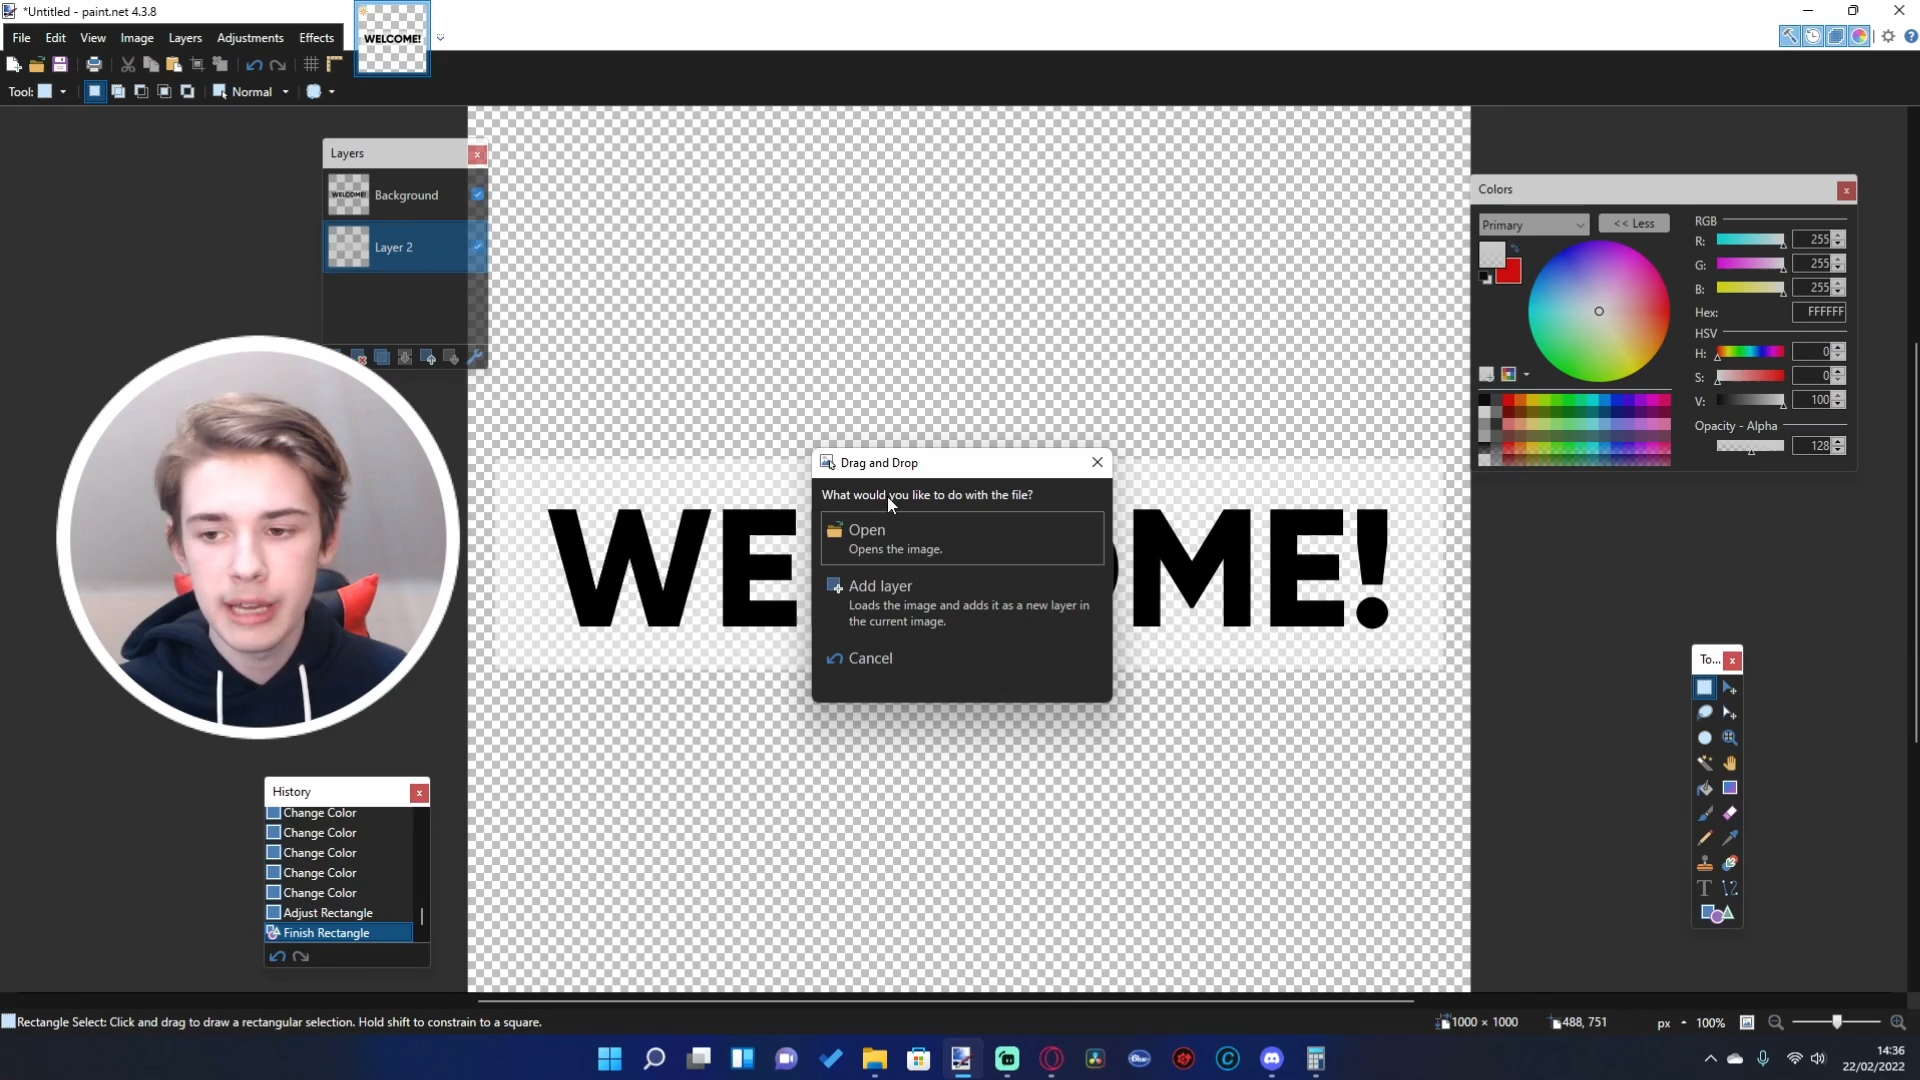 *Untitled - paint.net 4.3.8
File Edit View Image Layers Adjustments Effects
WELCOME!
Tool:
Normal
Layers
WELCOME! Background
Layer 2
Colors
Primary
<< Less
RGB
R: 255
G: 255
B: 255
Hex: FFFFFF
HSV
H: 0
S: 0
V: 100
Opacity - Alpha
128
Drag and Drop
What would you like to do with the file?
Open
Opens the image.
Add layer
Loads the image and adds it as a new layer in
the current image.
Cancel
WE OME!
To...
History
Change Color
Change Color
Change Color
Change Color
Change Color
Adjust Rectangle
Finish Rectangle
Rectangle Select: Click and drag to draw a rectangular selection. Hold shift to constrain to a square.
1000 × 1000
488, 751
px
100%
14:36
22/02/2022